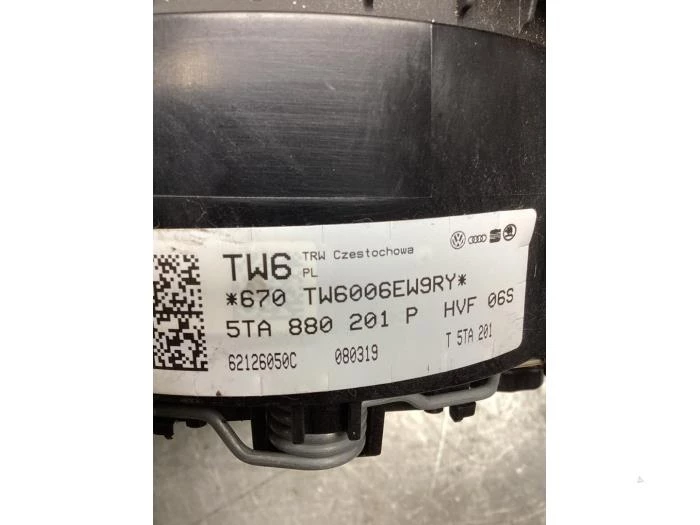 TW6 TRW Czestochowa
PL
*670 TW6006EW9RY*
5TA 880 201 P HVF 06S
62126050C 080319 T 5TA 201